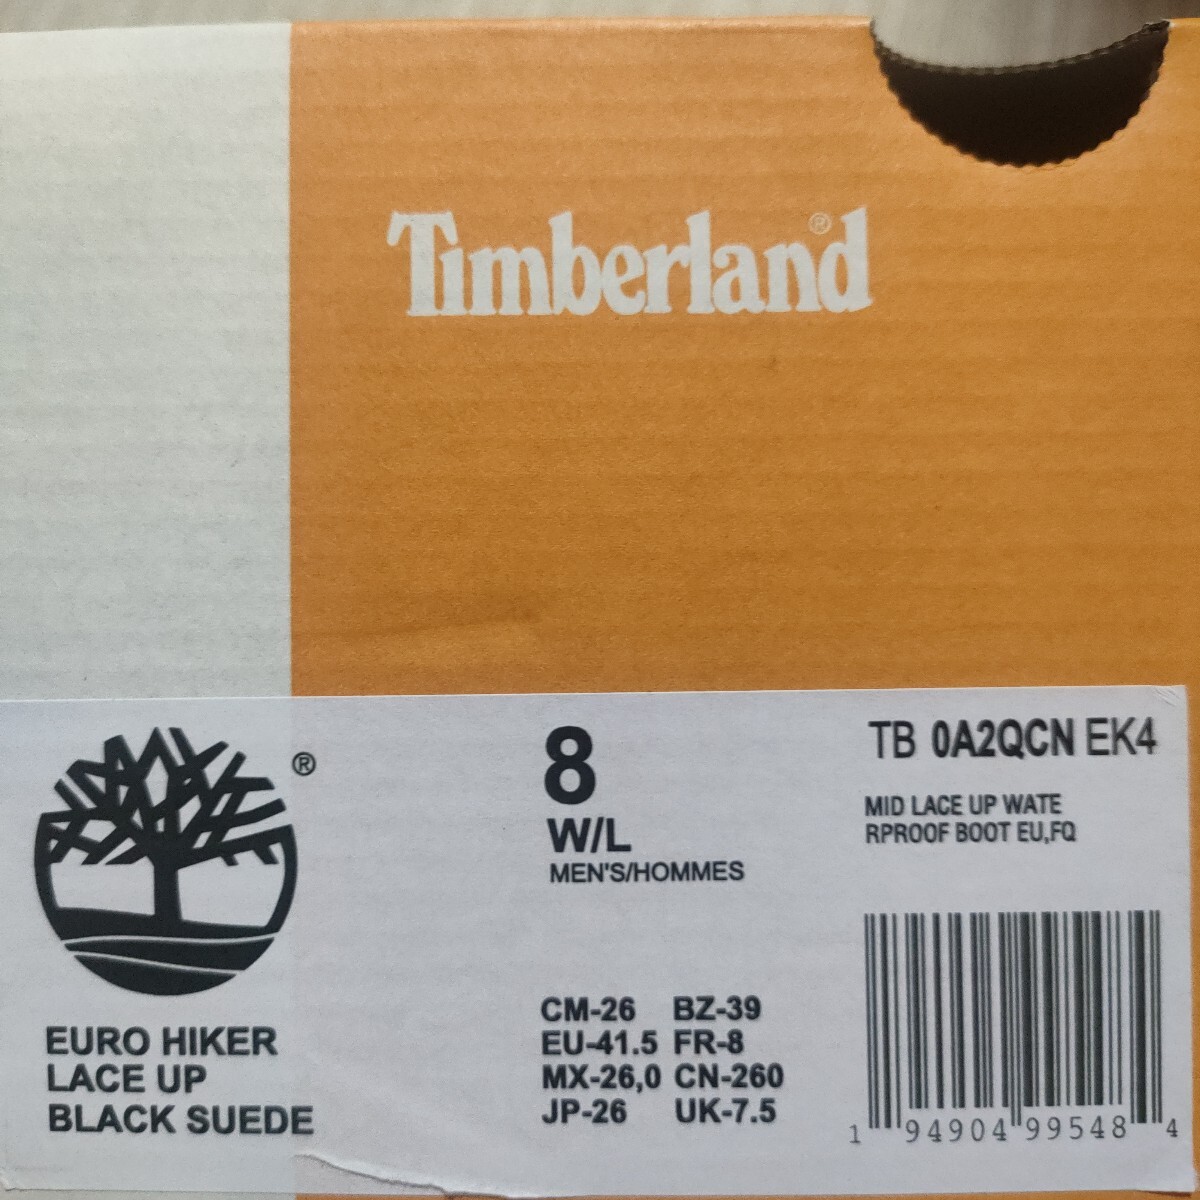 Timberland®
®
EURO HIKER
LACE UP
BLACK SUEDE
8
W/L
MEN'S/HOMMES
CM-26 BZ-39
EU-41.5 FR-8
MX-26,0 CN-260
JP-26 UK-7.5
TB 0A2QCN EK4
MID LACE UP WATE
RPROOF BOOT EU,FQ
1 94904 99548 4